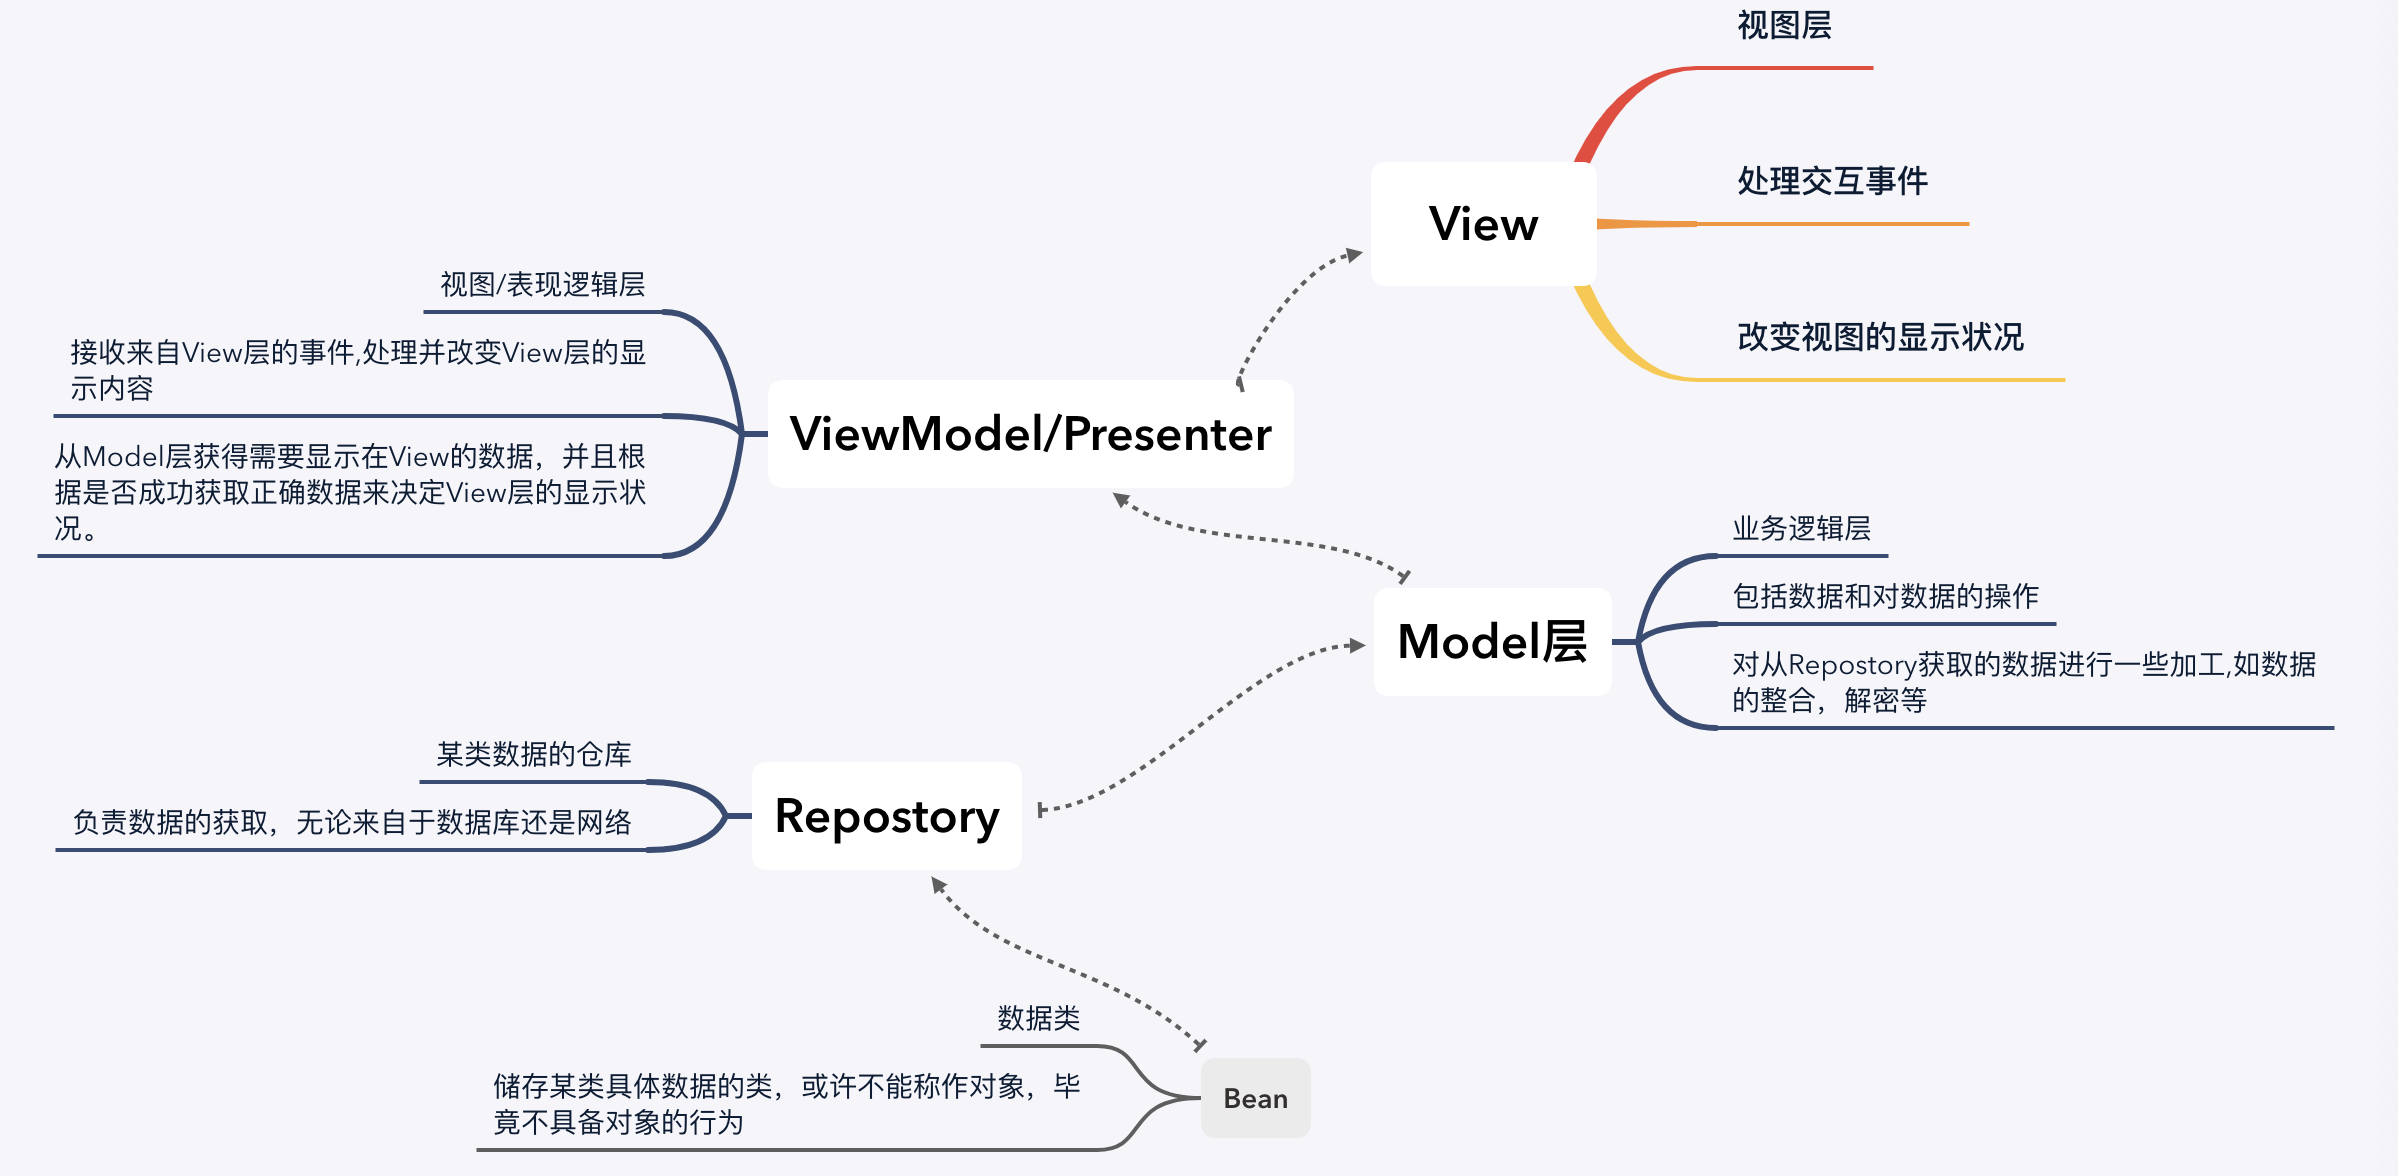 视图层
处理交互事件
View
改变视图的显示状况
视图/表现逻辑层
接收来自View层的事件,处理并改变View层的显
示内容
从Model层获得需要显示在View的数据，并且根
据是否成功获取正确数据来决定View层的显示状
况。
ViewModel/Presenter
业务逻辑层
包括数据和对数据的操作
对从Repostory获取的数据进行一些加工,如数据
的整合，解密等
Model层
某类数据的仓库
负责数据的获取，无论来自于数据库还是网络
Repostory
数据类
储存某类具体数据的类，或许不能称作对象，毕
竟不具备对象的行为
Bean